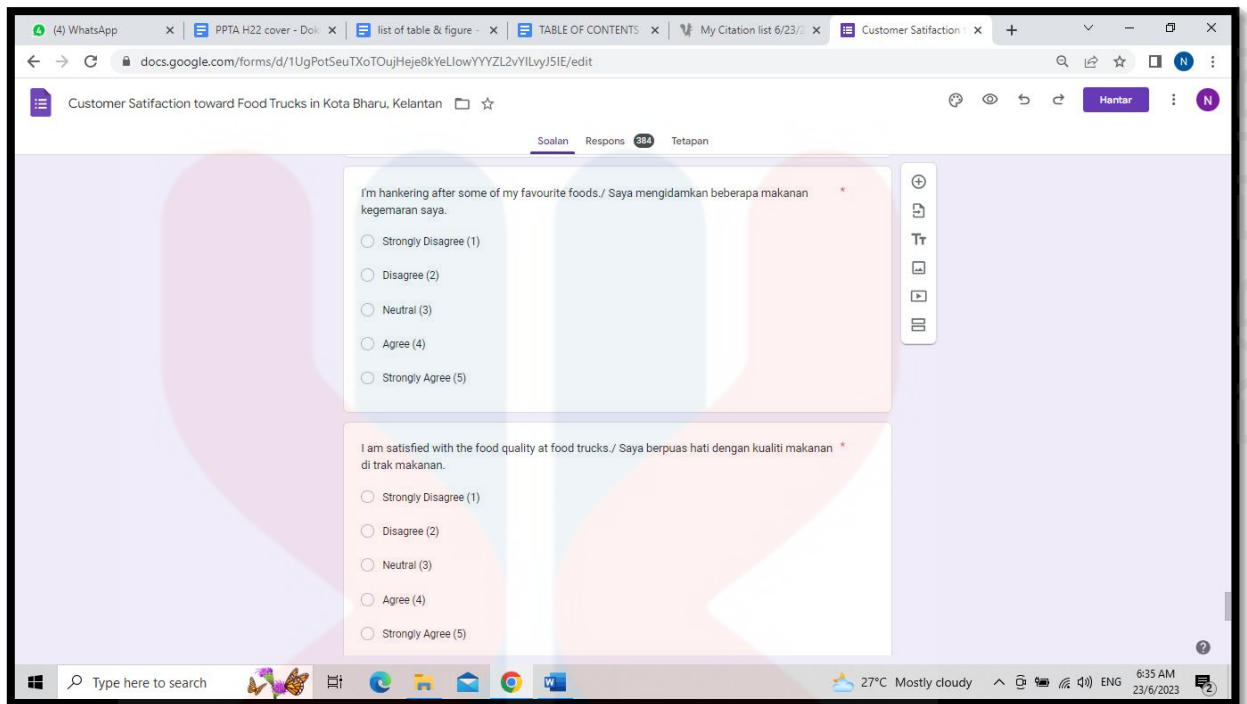 (4) WhatsApp
PPTA H22 cover - Dok
list of table & figure -
TABLE OF CONTENTS
My Citation list 6/23/2
Customer Satifaction t
docs.google.com/forms/d/1UgPotSeuTXoTOujHeje8kYeLIowYYYZL2vYILvyJ5IE/edit
N
Customer Satifaction toward Food Trucks in Kota Bharu, Kelantan
Hantar
N
Soalan Respons 384 Tetapan
I'm hankering after some of my favourite foods./ Saya mengidamkan beberapa makanan *
kegemaran saya.
Strongly Disagree (1)
Disagree (2)
Neutral (3)
Agree (4)
Strongly Agree (5)
Tт
I am satisfied with the food quality at food trucks./ Saya berpuas hati dengan kualiti makanan *
di trak makanan.
Strongly Disagree (1)
Disagree (2)
Neutral (3)
Agree (4)
Strongly Agree (5)
Type here to search
27°C Mostly cloudy
ENG
6:35 AM
23/6/2023
2